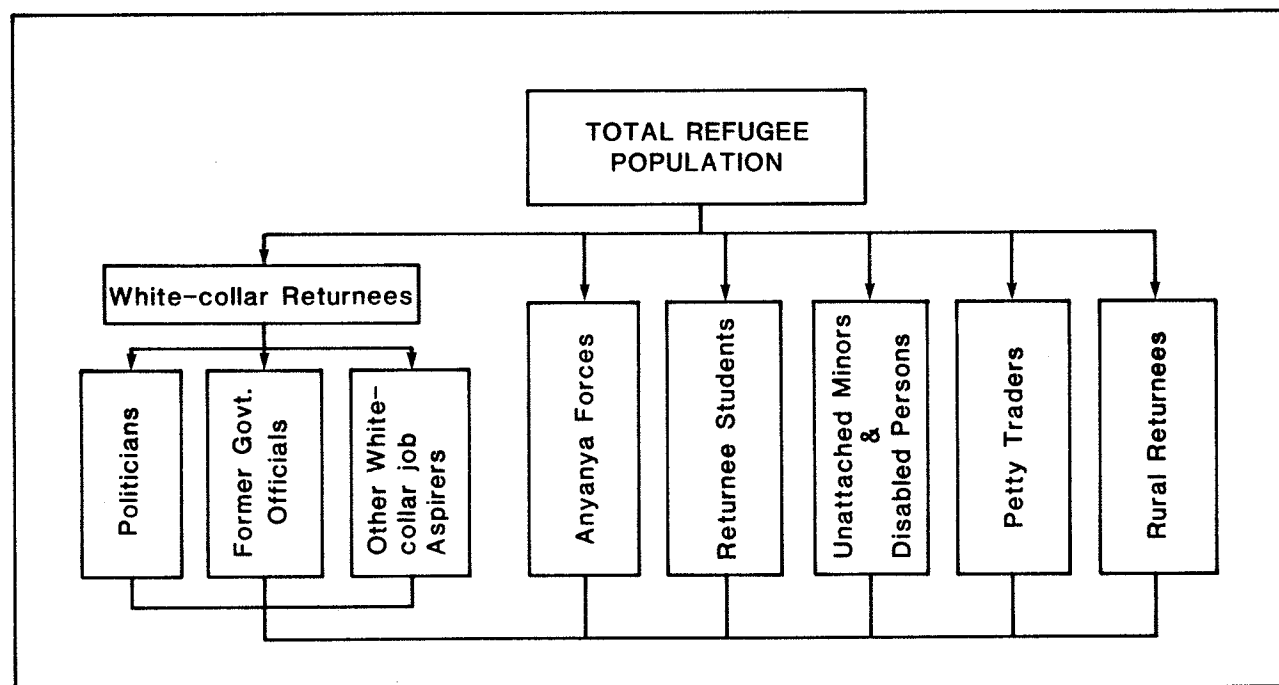 TOTAL REFUGEE
POPULATION
White-collar Returnees
Politicians
Former Govt.
Officials
Other White-
collar job
Aspirers
Anyanya Forces
Returnee Students
Unattached Minors
&
Disabled Persons
Petty Traders
Rural Returnees